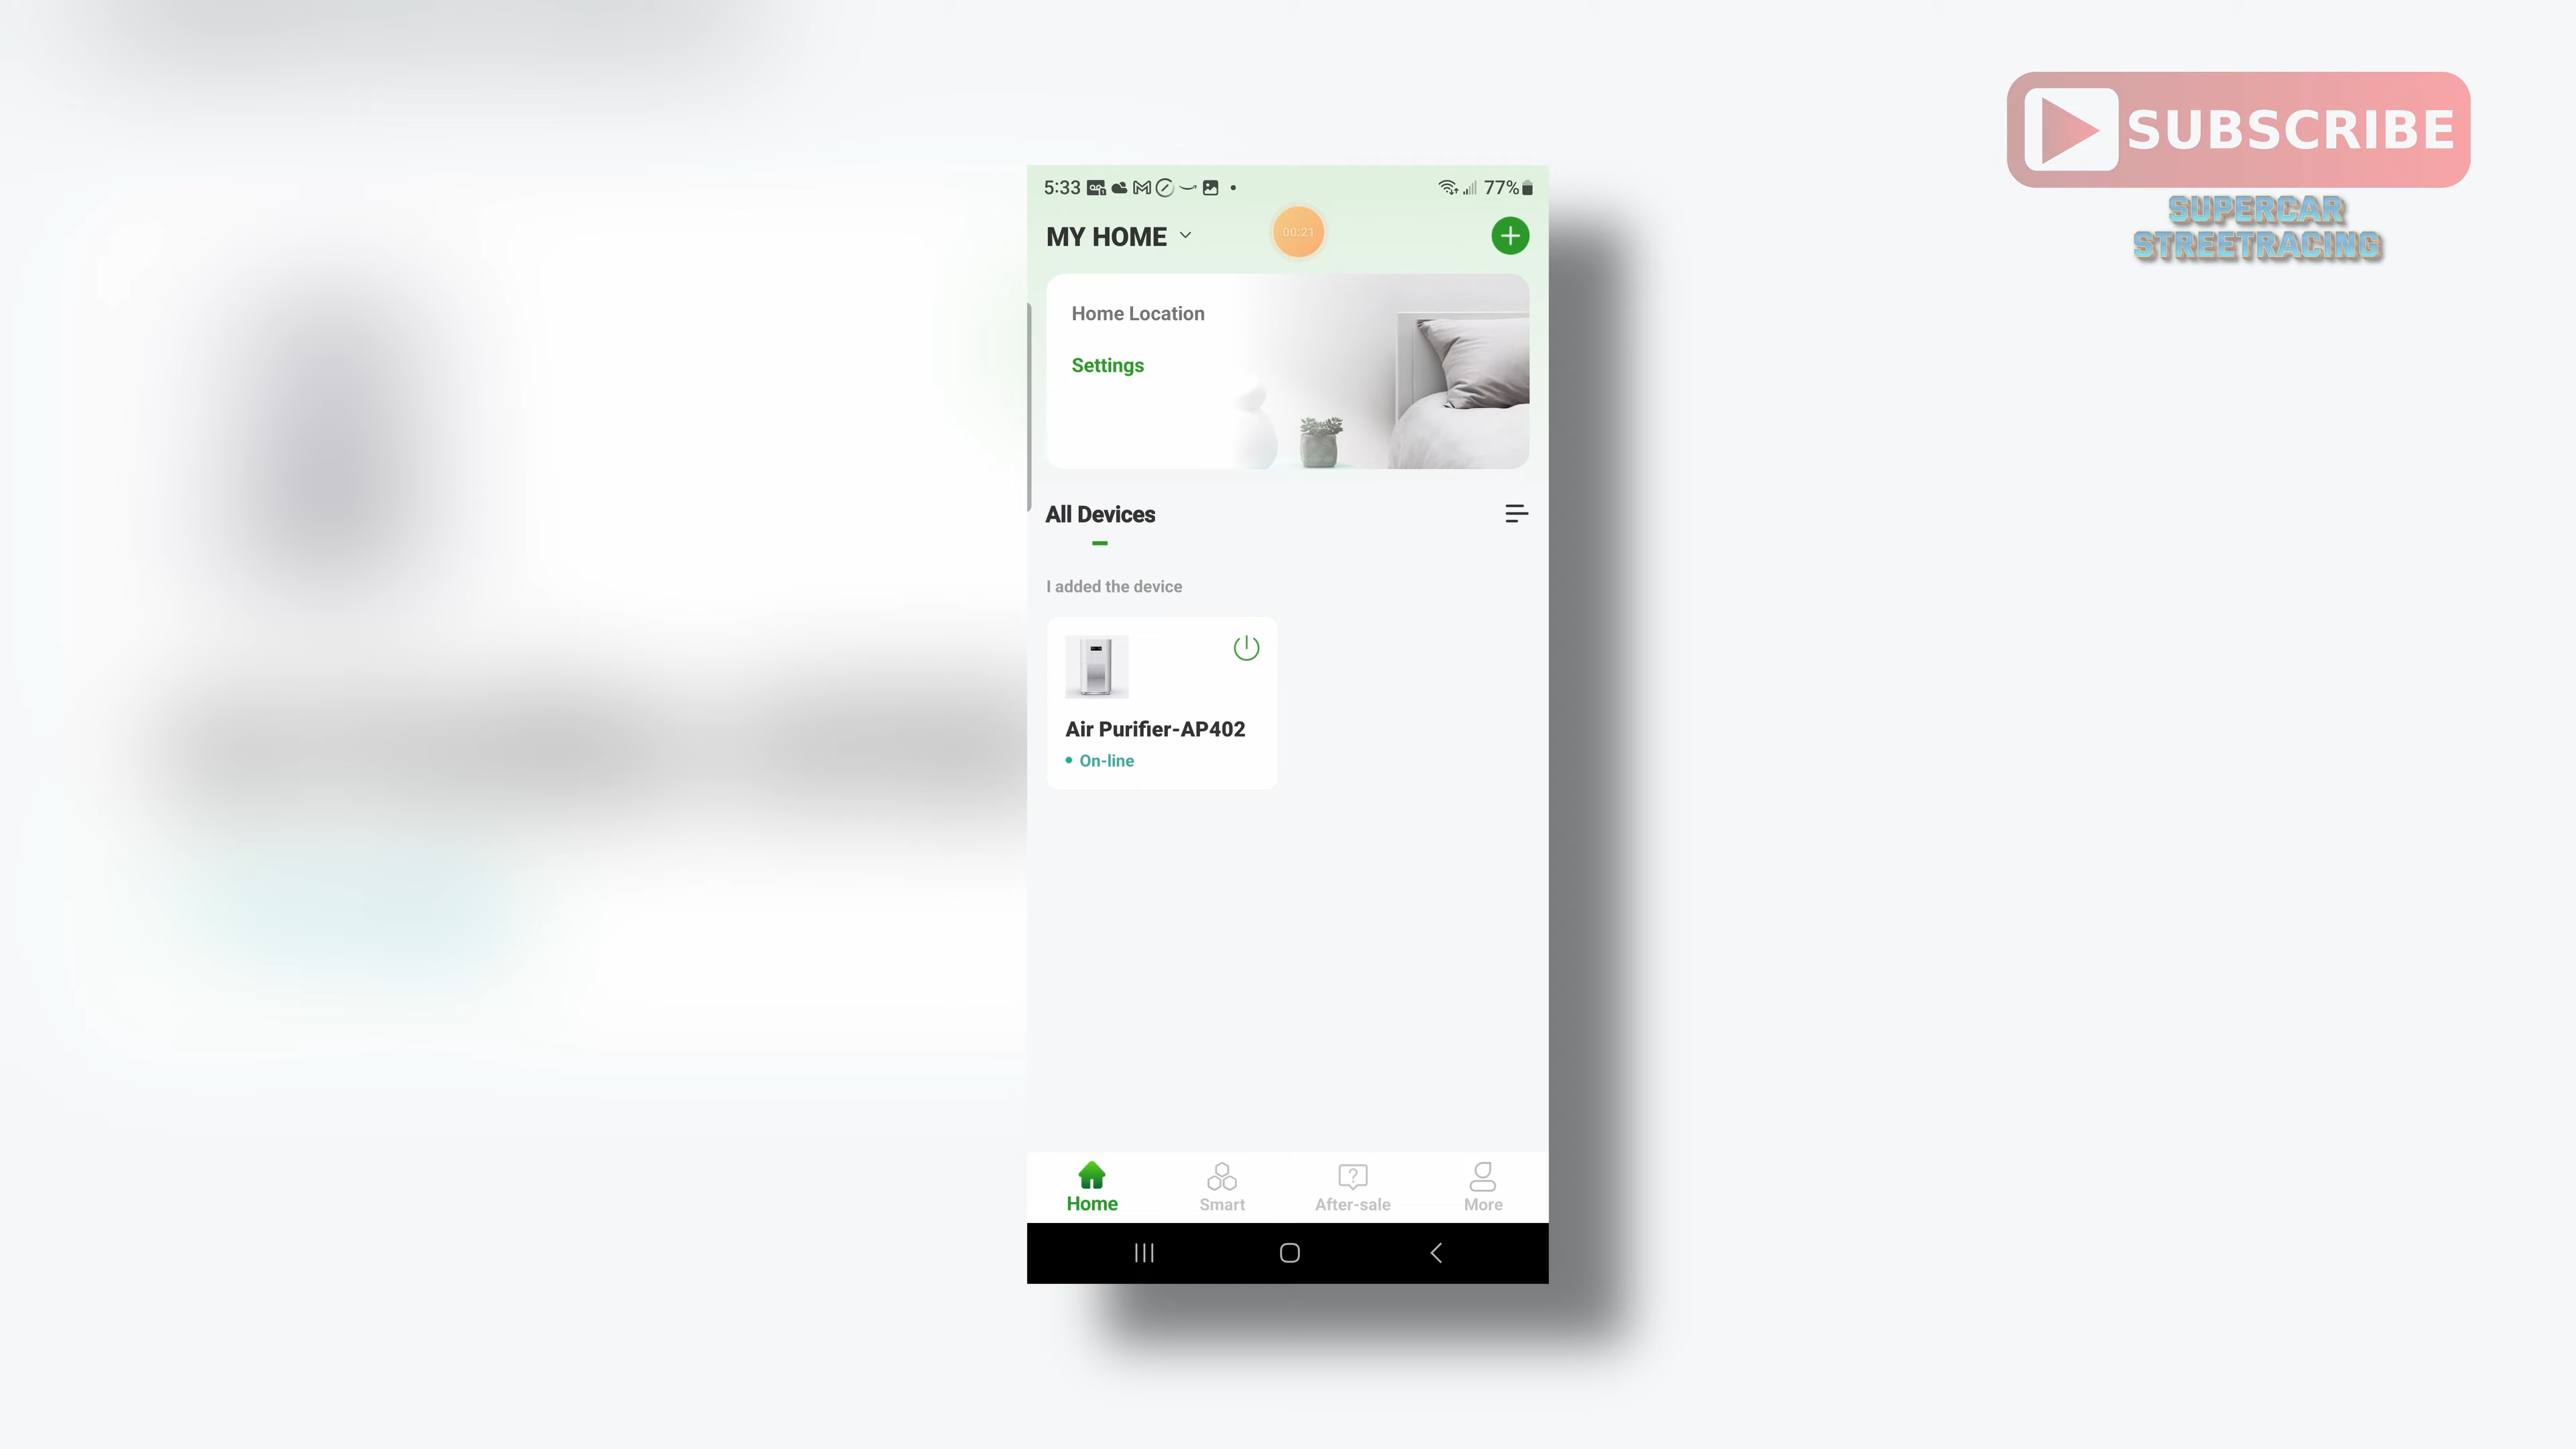 SUBSCRIBE
SUPERCAR
STREETRACING
5:33
77%
MY HOME
00:21
Home Location
Settings
All Devices
I added the device
Air Purifier-AP402
On-line
Home
Smart
After-sale
More